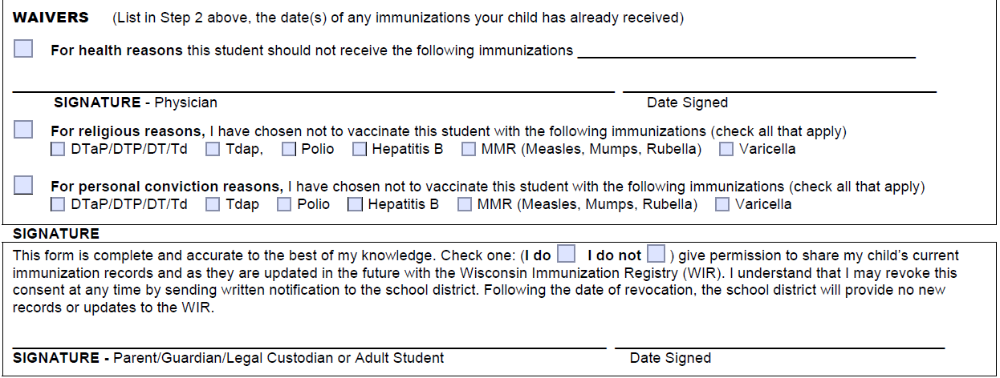 WAIVERS (List in Step 2 above, the date(s) of any immunizations your child has already received)
For health reasons this student should not receive the following immunizations
SIGNATURE - Physician Date Signed
For religious reasons, I have chosen not to vaccinate this student with the following immunizations (check all that apply)
DTaP/DTP/DT/Td Tdap, Polio Hepatitis B MMR (Measles, Mumps, Rubella) Varicella
For personal conviction reasons, I have chosen not to vaccinate this student with the following immunizations (check all that apply)
DTaP/DTP/DT/Td Tdap Polio Hepatitis B MMR (Measles, Mumps, Rubella) Varicella
SIGNATURE
This form is complete and accurate to the best of my knowledge. Check one: (I do I do not ) give permission to share my child's current
immunization records and as they are updated in the future with the Wisconsin Immunization Registry (WIR). I understand that I may revoke this
consent at any time by sending written notification to the school district. Following the date of revocation, the school district will provide no new
records or updates to the WIR.
SIGNATURE - Parent/Guardian/Legal Custodian or Adult Student Date Signed